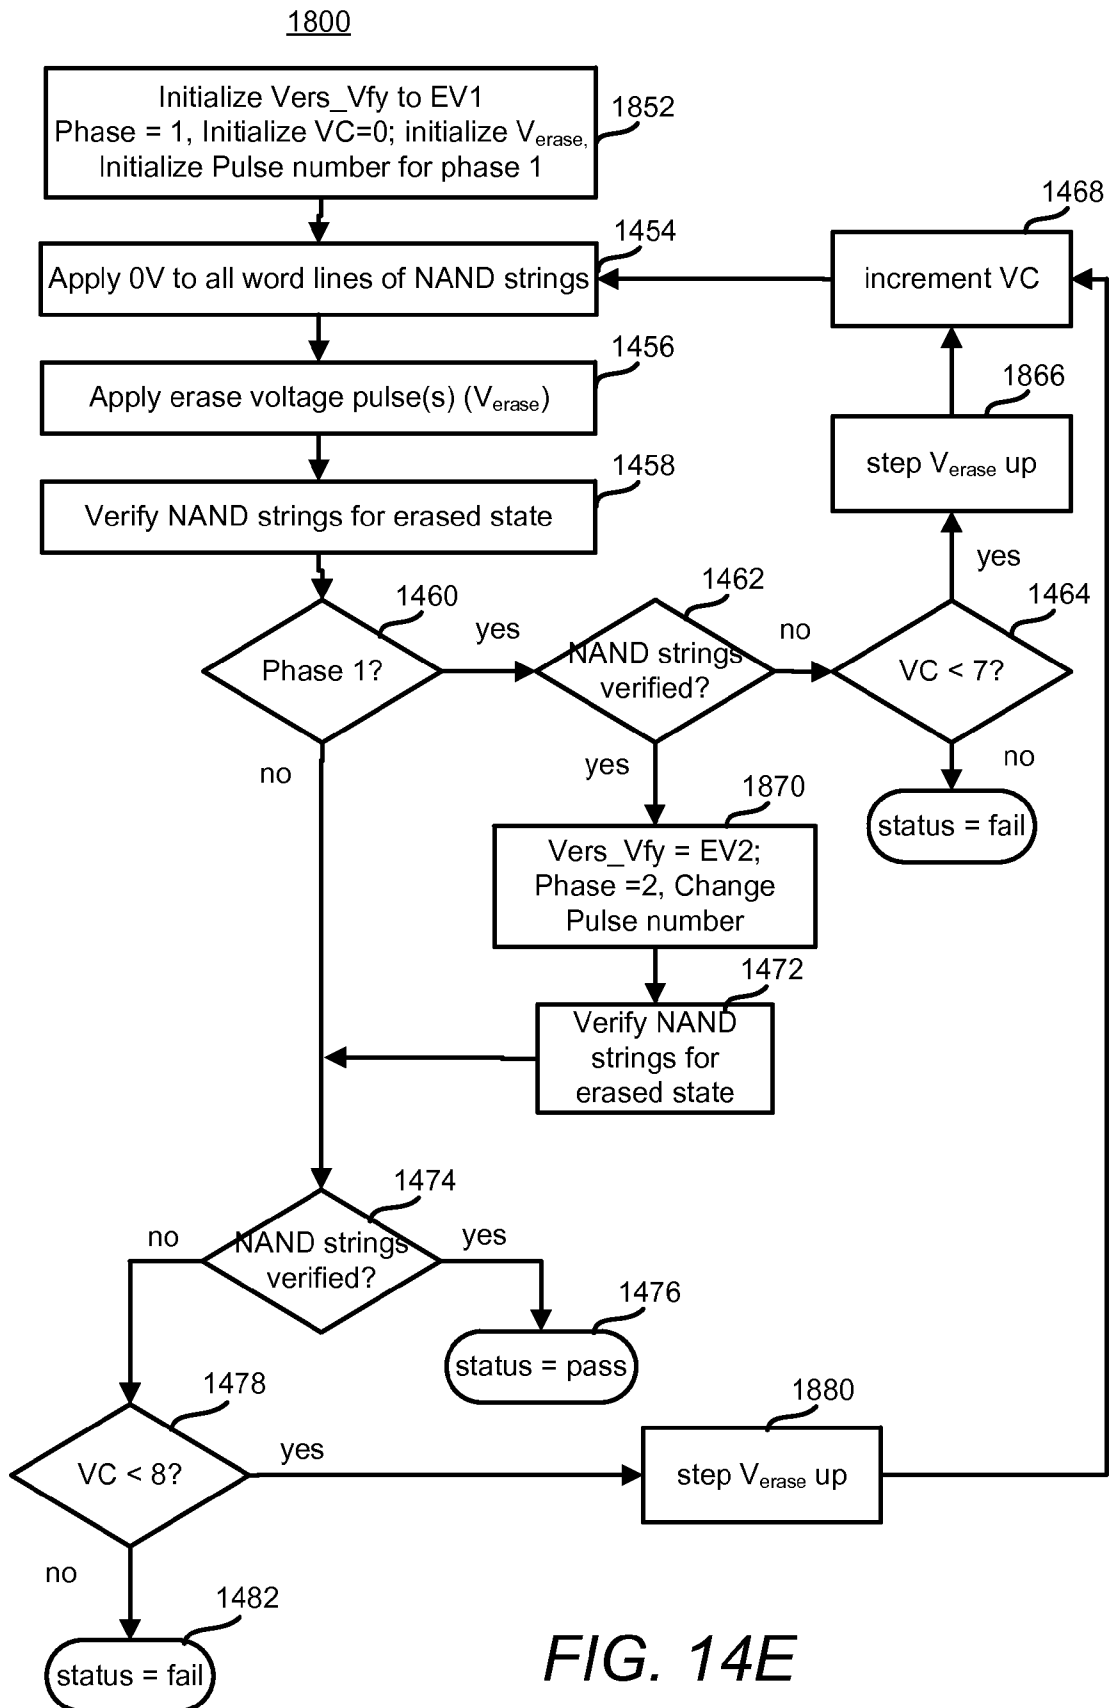 1800
Initialize Vers_Vfy to EV1
Phase = 1, Initialize VC=0; initialize Verase,
Initialize Pulse number for phase 1
1852
1468
1454
Apply 0V to all word lines of NAND strings
increment VC
1456
Apply erase voltage pulse(s) (Verase)
1866
step Verase up
1458
Verify NAND strings for erased state
yes
1460
1462
1464
Phase 1?
yes
NAND strings
verified?
no
VC < 7?
no
yes
no
status = fail
1870
Vers_Vfy = EV2;
Phase =2, Change
Pulse number
1472
Verify NAND
strings for
erased state
1474
no
NAND strings
verified?
yes
1476
status = pass
1478
VC < 8?
yes
1880
step Verase up
no
1482
status = fail
FIG. 14E